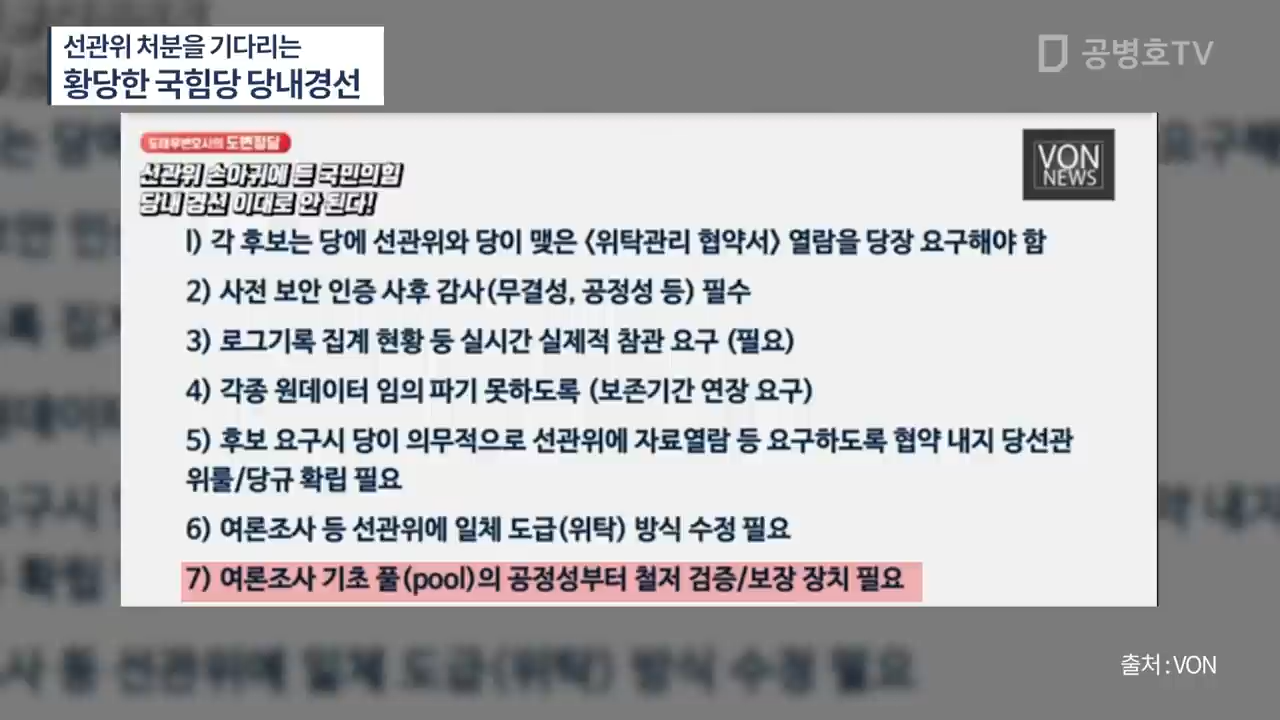 선관위 처분을 기다리는
황당한 국힘당 당내경선
공병호TV
도태우변호사의 도변정담
선관위 손아귀에 든 국민의힘
당내 경선 이대로 안 된다!
VON
NEWS
1) 각 후보는 당에 선관위와 당이 맺은 <위탁관리 협약서> 열람을 당장 요구해야 함
2) 사전 보안 인증 사후 감사(무결성, 공정성 등) 필수
3) 로그기록 집계 현황 등 실시간 실제적 참관 요구 (필요)
4) 각종 원데이터 임의 파기 못하도록 (보존기간 연장 요구)
5) 후보 요구시 당이 의무적으로 선관위에 자료열람 등 요구하도록 협약 내지 당선관
위룰/당규 확립 필요
6) 여론조사 등 선관위에 일체 도급(위탁) 방식 수정 필요
7) 여론조사 기초 풀(pool)의 공정성부터 철저 검증/보장 장치 필요
출처 : VON